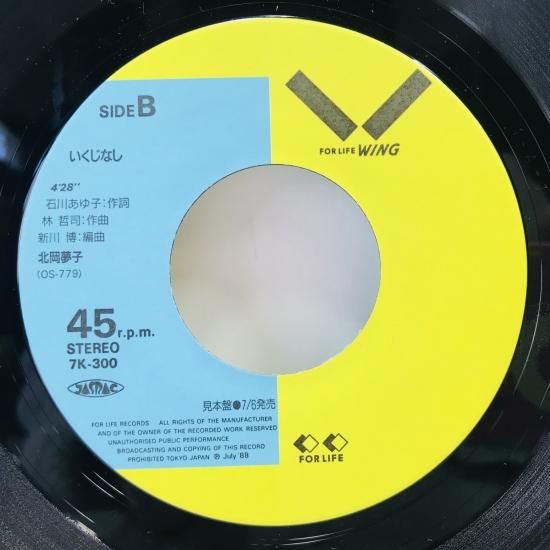 SIDE B
FOR LIFE WING
いくじなし
4'28"
石川あゆ子:作詞
林 哲司:作曲
新川 博:編曲
北岡夢子
(OS-779)
45 r.p.m.
STEREO
7K-300
JASRAC
見本盤●7/6発売
FOR LIFE RECORDS ALL RIGHTS OF THE MANUFACTURER
AND OF THE OWNER OF THE RECORDED WORK RESERVED
UNAUTHORISED PUBLIC PERFORMANCE
BROADCASTING AND COPYING OF THIS RECORD
PROHIBITED TOKYO JAPAN ℗ July '88
FOR LIFE